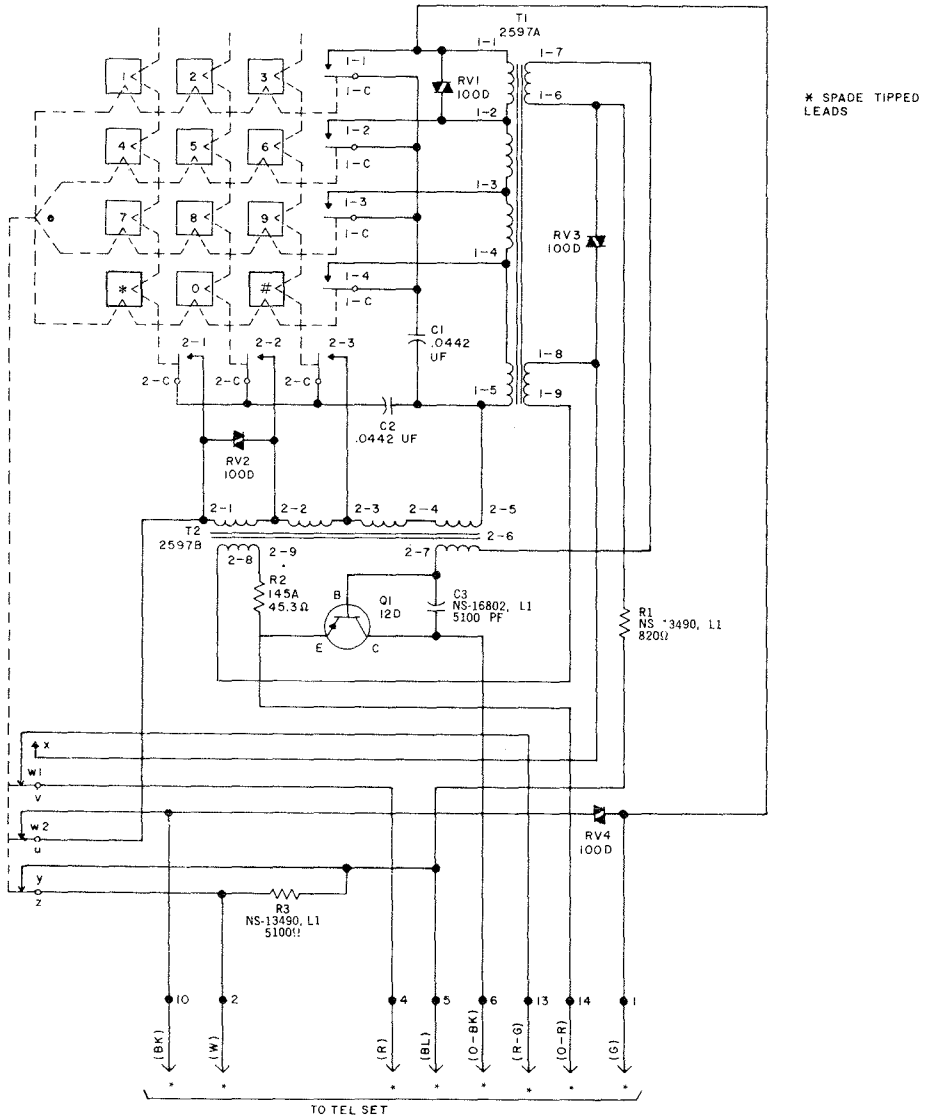 T1
2597A
1-1
1-7
1-1
1-C
RV1
100D
1-6
* SPADE TIPPED
LEADS
1
2
3
1-2
1-2
1-C
4
5
6
1-3
1-3
1-C
7
8
9
RV3
100D
1-4
1-4
1-C
*
0
#
C1
.0442
UF
2-1
2-2
2-3
1-8
2-C
2-C
2-C
1-5
1-9
C2
.0442 UF
RV2
100D
2-1
2-2
2-3
2-4
2-5
T2
2597B
2-6
2-8
2-9
2-7
R2
145A
45.3Ω
B
Q1
12D
E
C
C3
NS-16802, L1
5100 PF
R1
NS-13490, L1
820Ω
x
w1
v
w2
u
RV4
100D
y
z
R3
NS-13490, L1
5100Ω
10
2
4
5
6
13
14
1
(BK)
(W)
(R)
(BL)
(O-BK)
(R-G)
(O-R)
(G)
* * * * * * * *
TO TEL SET